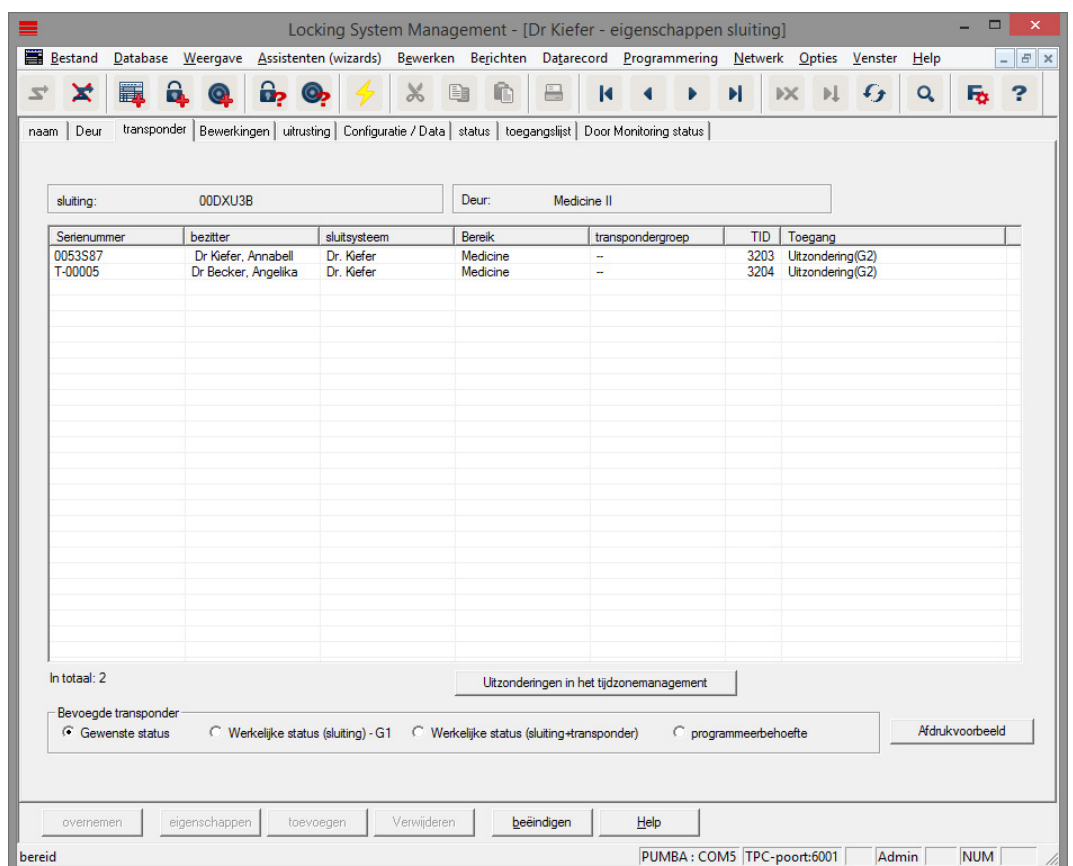 Locking System Management - [Dr Kiefer - eigenschappen sluiting]
Bestand Database Weergave Assistenten (wizards) Bewerken Berichten Datarecord Programmering Netwerk Opties Venster Help
naam Deur transponder Bewerkingen uitrusting Configuratie / Data status toegangslijst Door Monitoring status
sluiting: 00DXU3B Deur: Medicine II
Serienummer bezitter sluitsysteem Bereik transpondergroep TID Toegang
0053S87 Dr Kiefer, Annabell Dr. Kiefer Medicine -- 3203 Uitzondering(G2)
T-00005 Dr Becker, Angelika Dr. Kiefer Medicine -- 3204 Uitzondering(G2)
In totaal: 2 Uitzonderingen in het tijdzonemanagement
Bevoegde transponder
Gewenste status Werkelijke status (sluiting) - G1 Werkelijke status (sluiting+transponder) programmeerbehoefte Afdrukvoorbeeld
overnemen eigenschappen toevoegen Verwijderen beëindigen Help
bereid PUMBA : COM5 TPC-poort:6001 Admin NUM